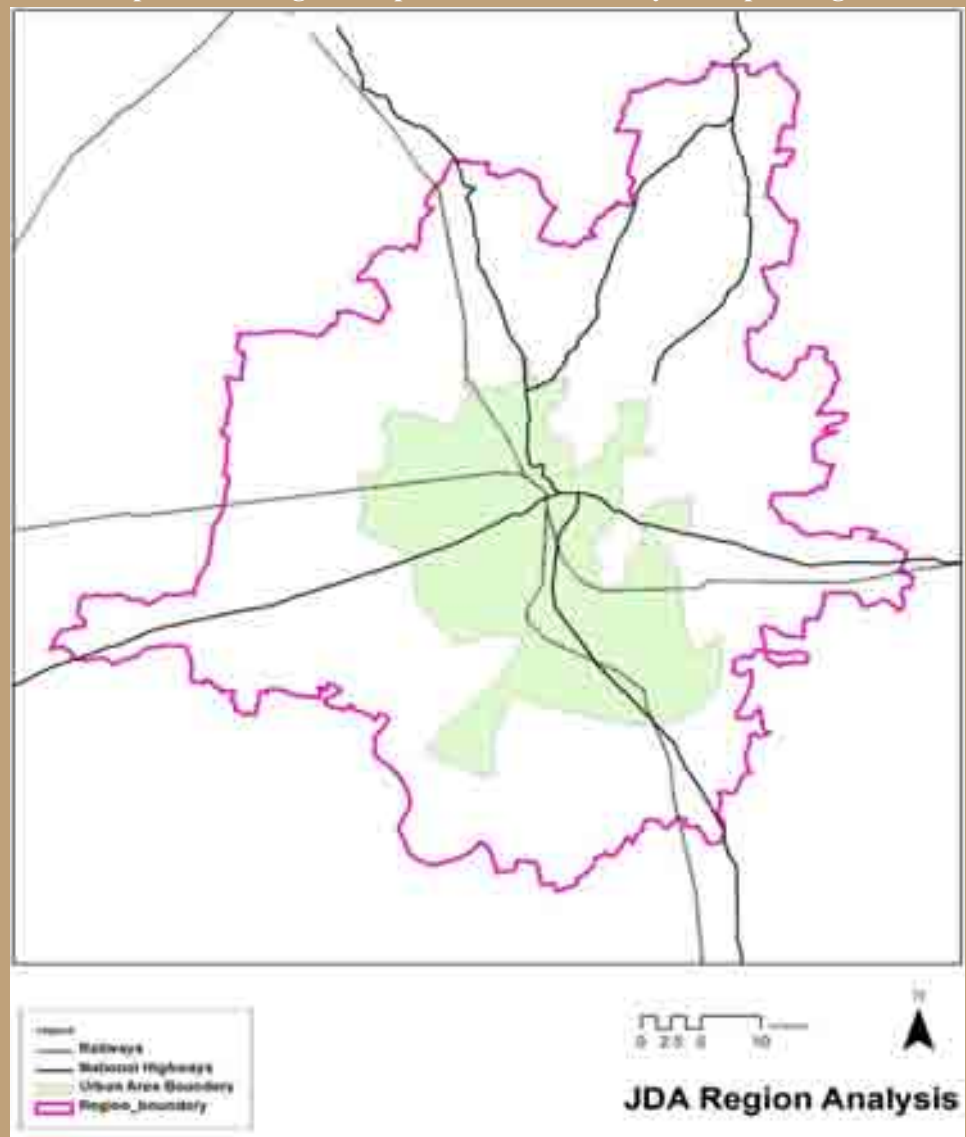 Railways
National Highways
Urban Area Boundary
Region_boundary
0 2.5 5 10
N
JDA Region Analysis